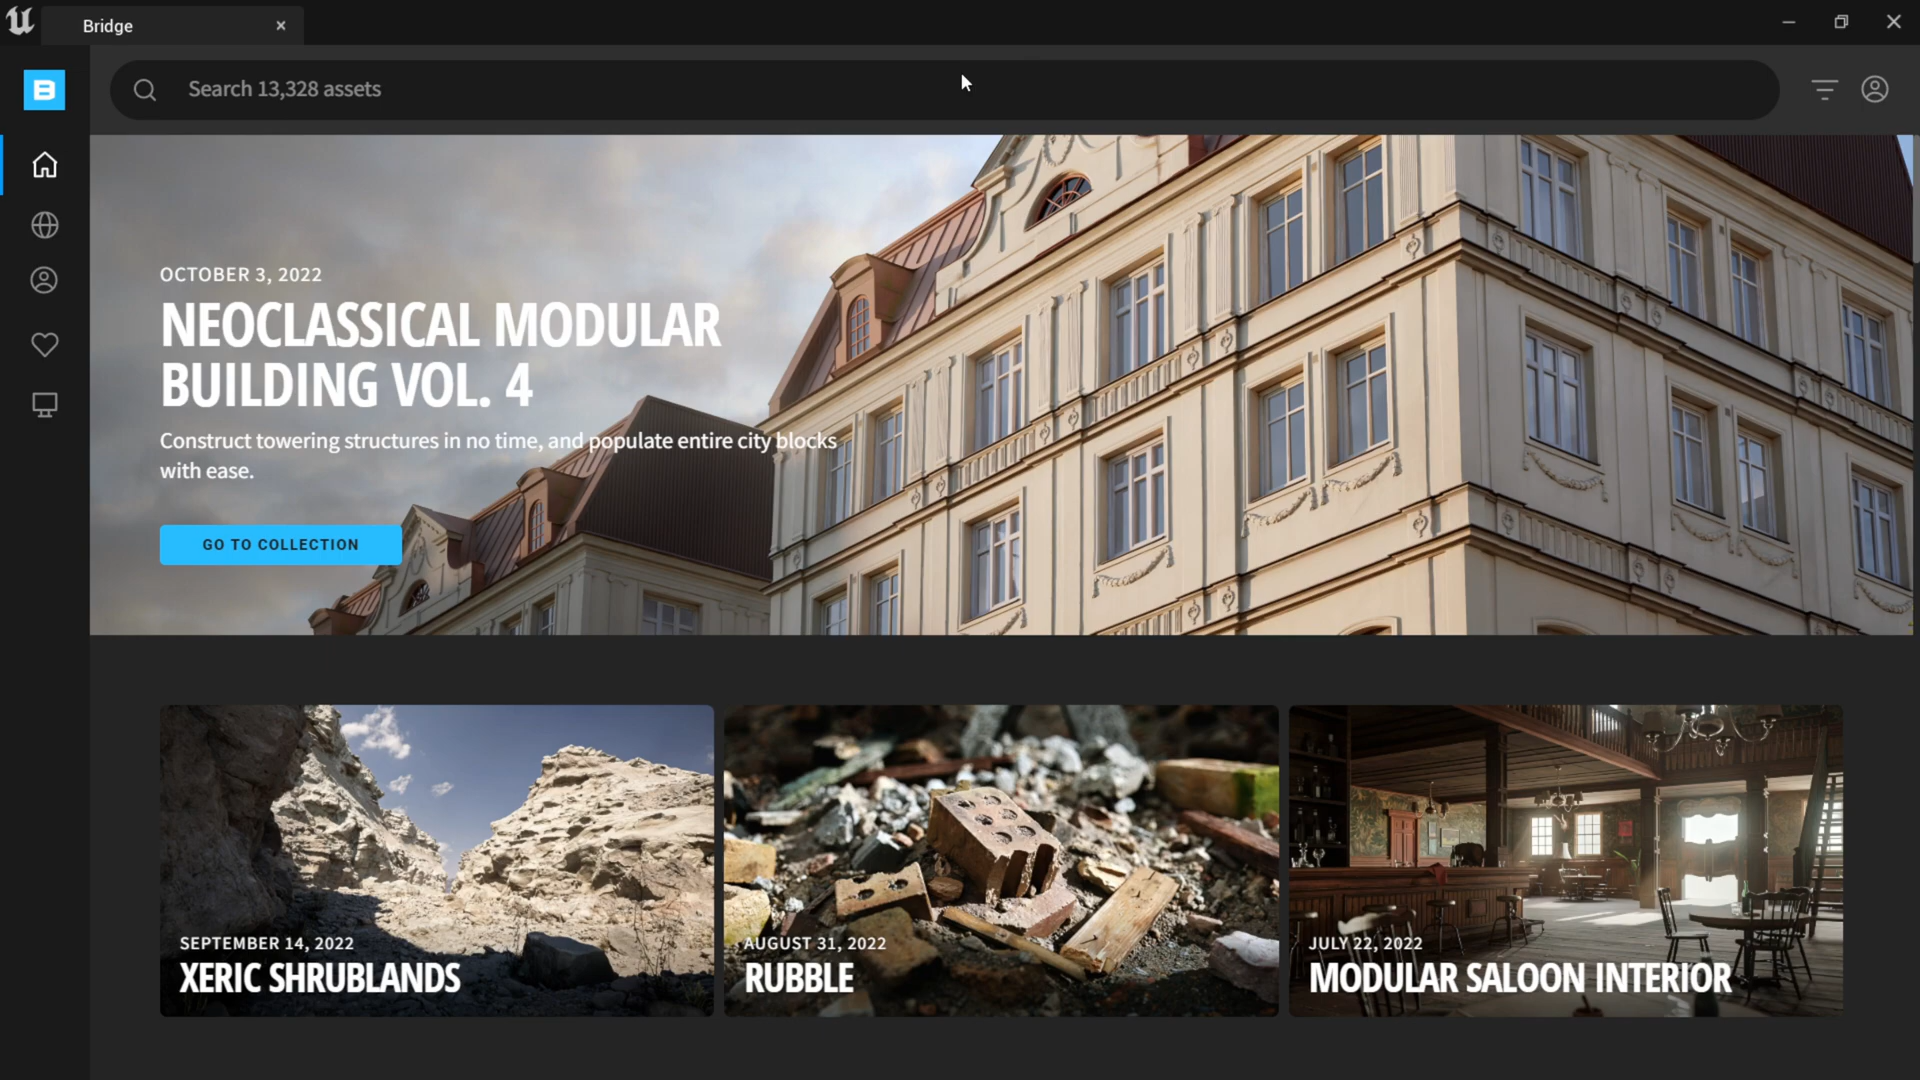 Bridge
Search 13,328 assets
OCTOBER 3, 2022
NEOCLASSICAL MODULAR
BUILDING VOL. 4
Construct towering structures in no time, and populate entire city blocks
with ease.
GO TO COLLECTION
SEPTEMBER 14, 2022
XERIC SHRUBLANDS
AUGUST 31, 2022
RUBBLE
JULY 22, 2022
MODULAR SALOON INTERIOR